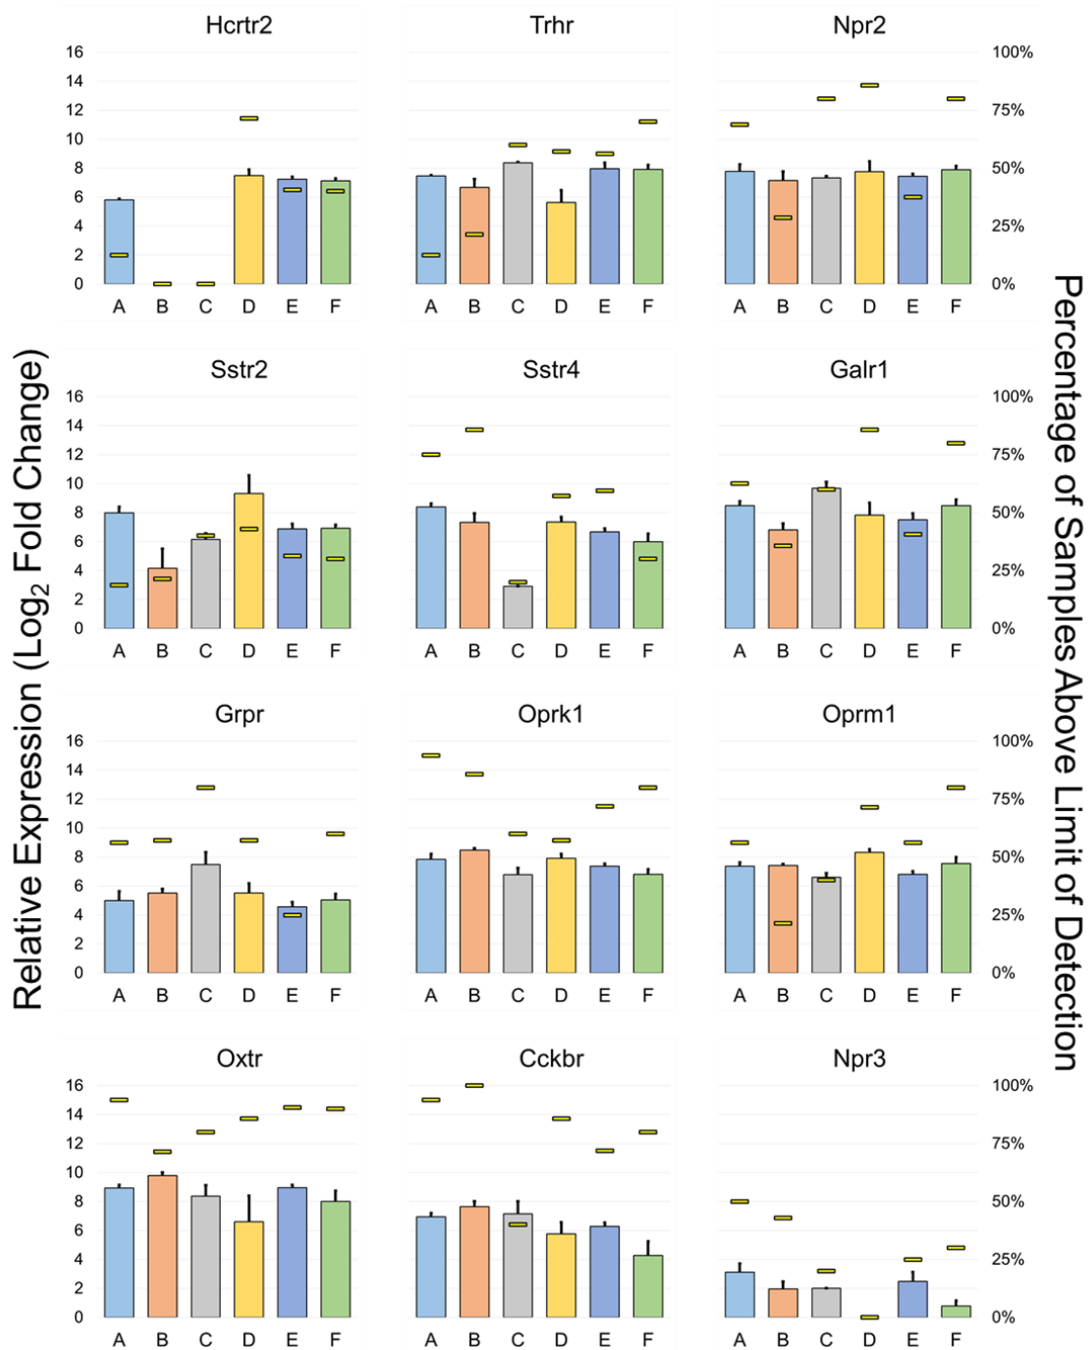 Relative Expression (Log2 Fold Change)
Percentage of Samples Above Limit of Detection
Hcrtr2
16
14
12
10
8
6
4
2
0
A B C D E F
Trhr
A B C D E F
Npr2
100%
75%
50%
25%
0%
A B C D E F
Sstr2
16
14
12
10
8
6
4
2
0
A B C D E F
Sstr4
A B C D E F
Galr1
100%
75%
50%
25%
0%
A B C D E F
Grpr
16
14
12
10
8
6
4
2
0
A B C D E F
Oprk1
A B C D E F
Oprm1
100%
75%
50%
25%
0%
A B C D E F
Oxtr
16
14
12
10
8
6
4
2
0
A B C D E F
Cckbr
A B C D E F
Npr3
100%
75%
50%
25%
0%
A B C D E F